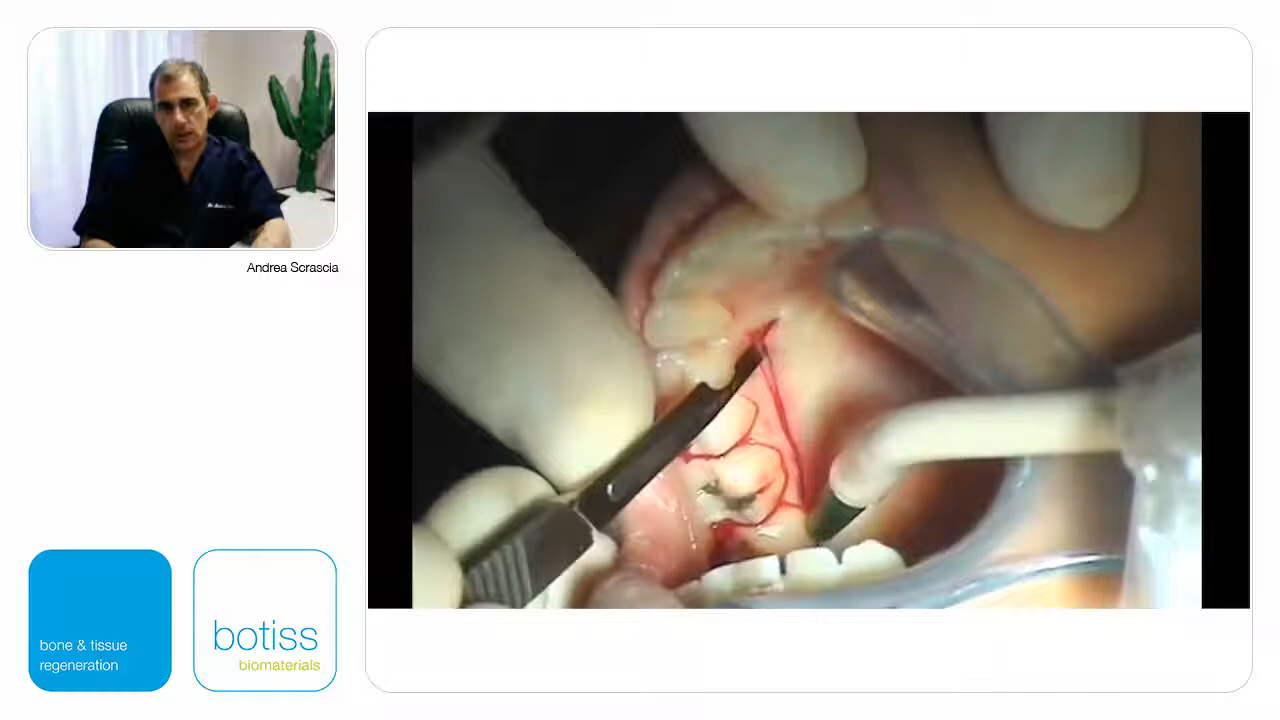 Andrea Scrascia
bone & tissue
regeneration
botiss
biomaterials